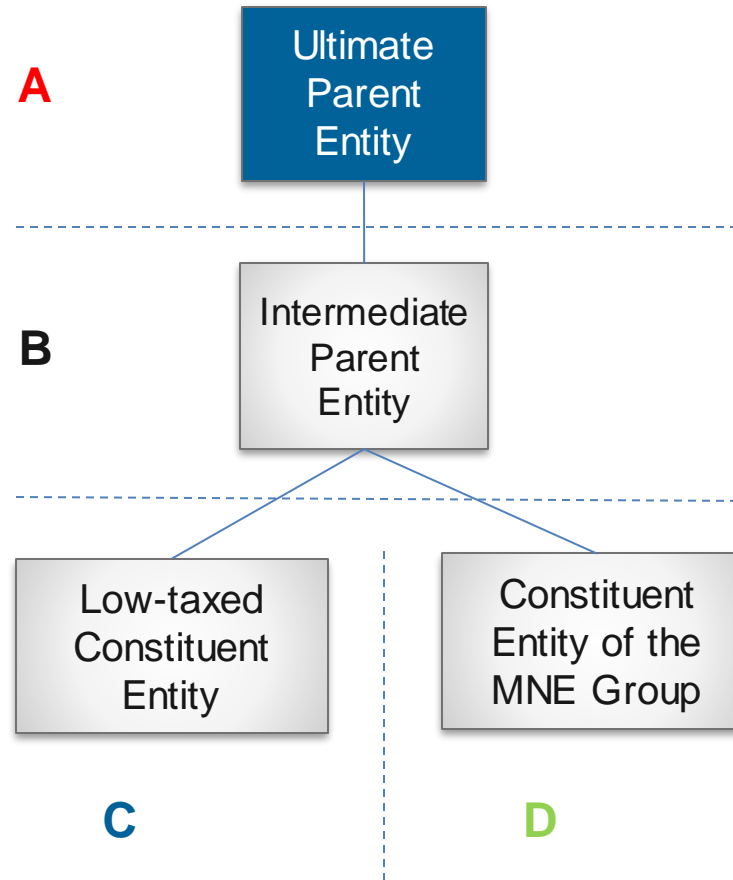 Ultimate
Parent
Entity
A
Intermediate
Parent
Entity
B
Low-taxed
Constituent
Entity
Constituent
Entity of the
MNE Group
C
D